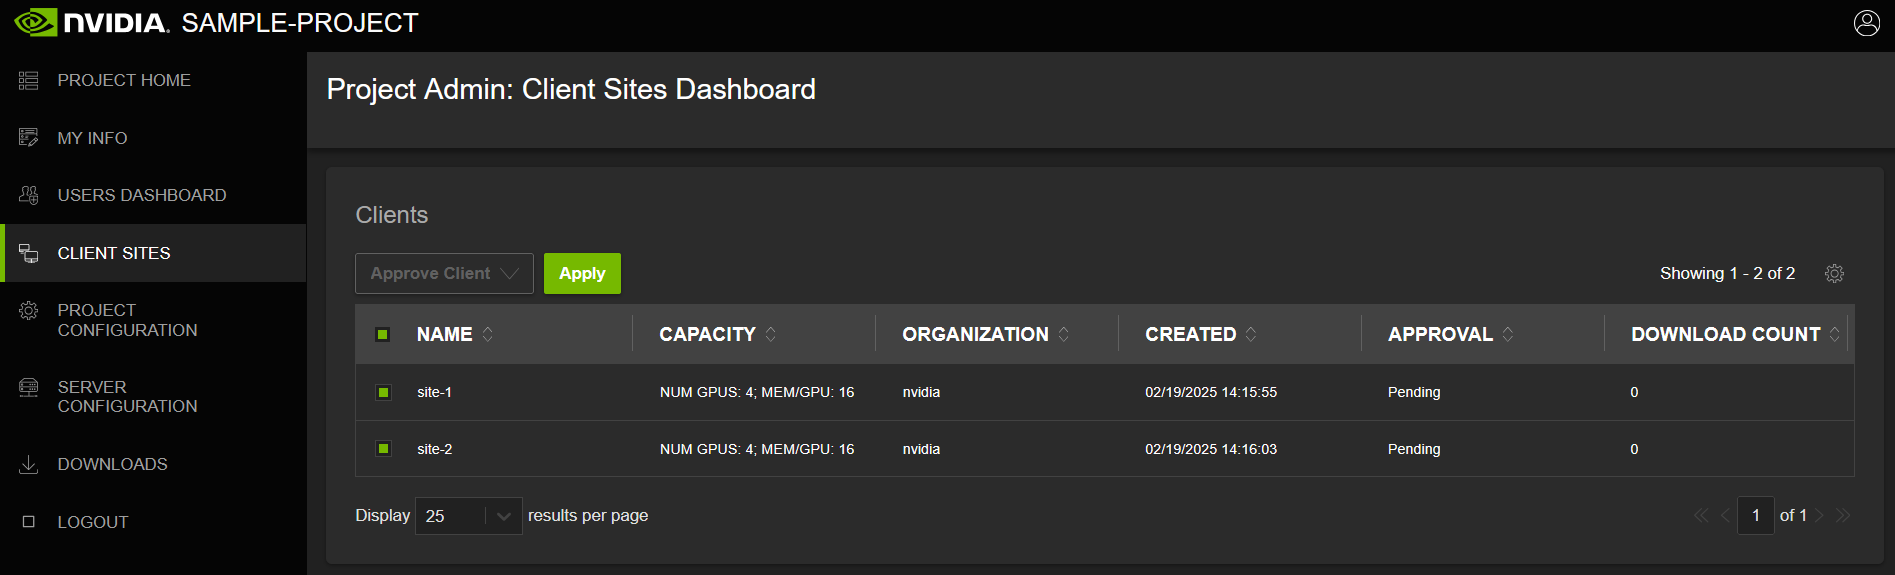 NVIDIA. SAMPLE-PROJECT
PROJECT HOME
MY INFO
USERS DASHBOARD
CLIENT SITES
PROJECT
CONFIGURATION
SERVER
CONFIGURATION
DOWNLOADS
LOGOUT
Project Admin: Client Sites Dashboard
Clients
Approve Client Apply Showing 1 - 2 of 2
NAME CAPACITY ORGANIZATION CREATED APPROVAL DOWNLOAD COUNT
site-1 NUM GPUS: 4; MEM/GPU: 16 nvidia 02/19/2025 14:15:55 Pending 0
site-2 NUM GPUS: 4; MEM/GPU: 16 nvidia 02/19/2025 14:16:03 Pending 0
Display 25 results per page 1 of 1